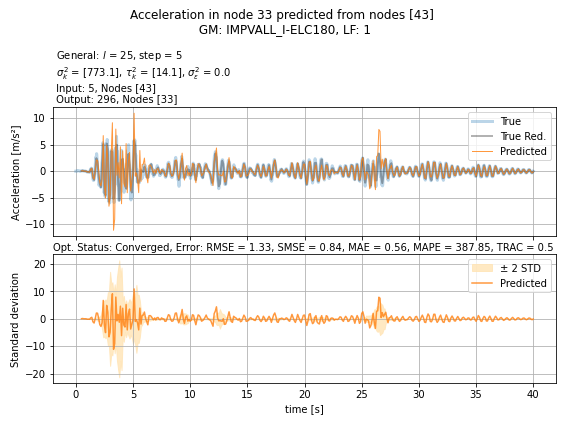 Acceleration in node 33 predicted from nodes [43]
GM: IMPVALL_I-ELC180, LF: 1
General: l = 25, step = 5
σ²ₖ = [773.1], τ²ₖ = [14.1], σ²ε = 0.0
Input: 5, Nodes [43]
Output: 296, Nodes [33]
Acceleration [m/s²]
10
5
0
−5
−10
True
True Red.
Predicted
Opt. Status: Converged, Error: RMSE = 1.33, SMSE = 0.84, MAE = 0.56, MAPE = 387.85, TRAC = 0.5
Standard deviation
20
10
0
−10
−20
± 2 STD
Predicted
0 5 10 15 20 25 30 35 40
time [s]